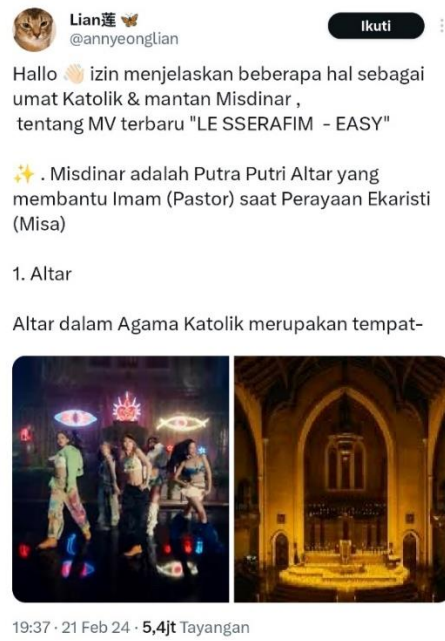 Lian莲 🦋
@annyeonglian
Ikuti
Hallo 👋🏻 izin menjelaskan beberapa hal sebagai
umat Katolik & mantan Misdinar ,
tentang MV terbaru "LE SSERAFIM - EASY"
✨ . Misdinar adalah Putra Putri Altar yang
membantu Imam (Pastor) saat Perayaan Ekaristi
(Misa)
1. Altar
Altar dalam Agama Katolik merupakan tempat-
19:37 · 21 Feb 24 · 5,4jt Tayangan